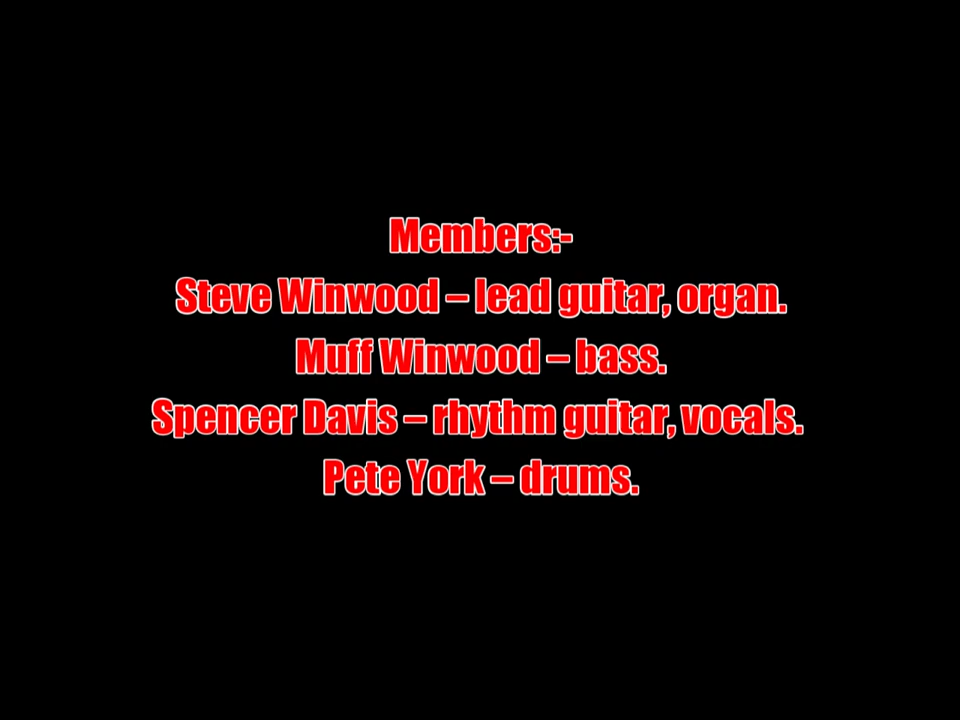 Members:-
Steve Winwood – lead guitar, organ.
Muff Winwood – bass.
Spencer Davis – rhythm guitar, vocals.
Pete York – drums.